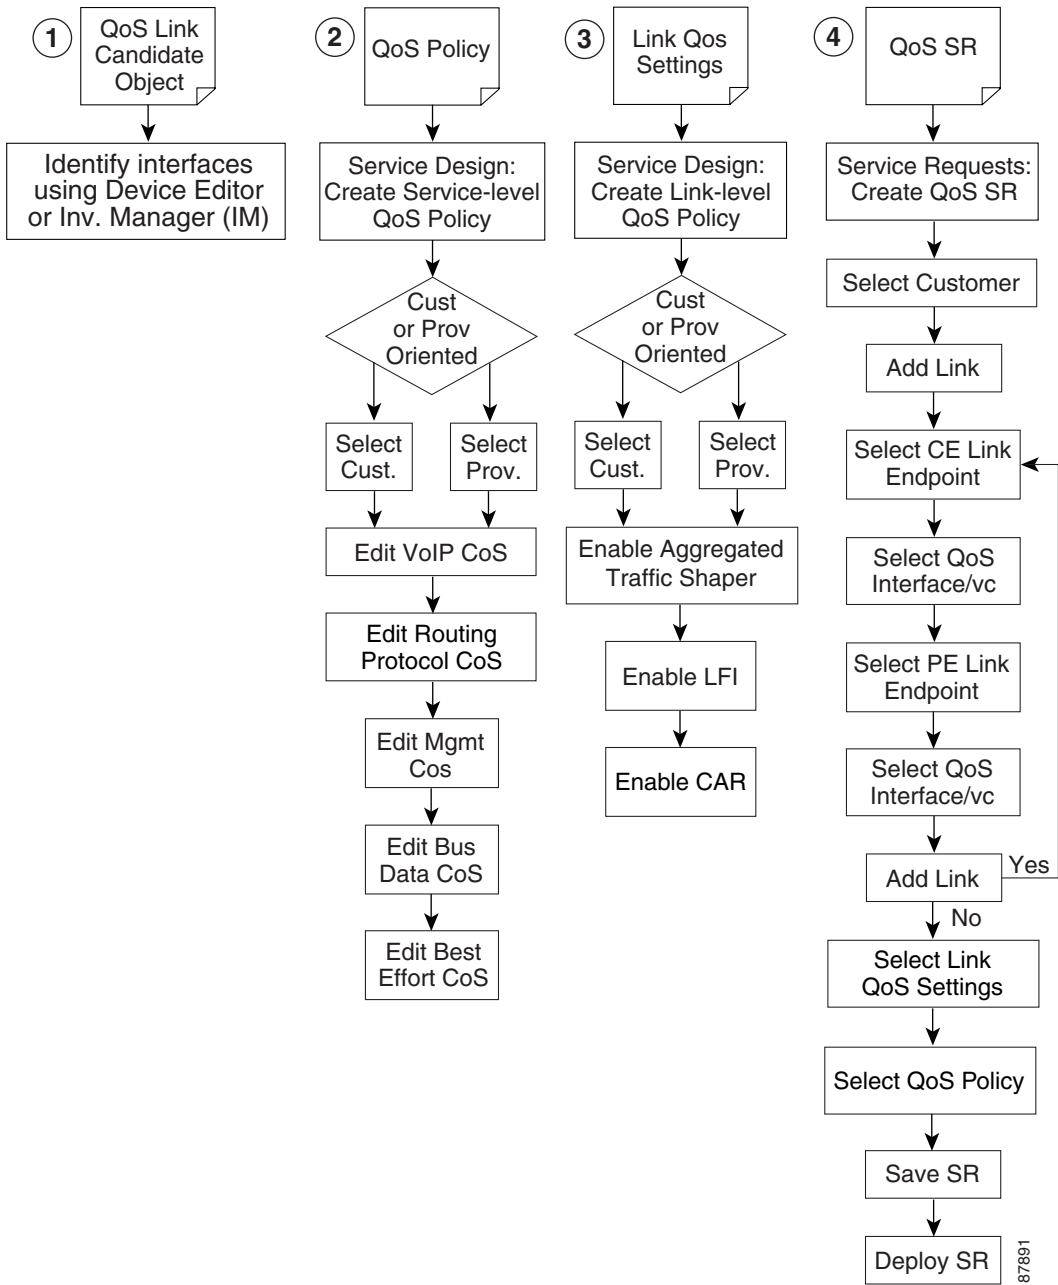 1
QoS Link
Candidate
Object
Identify interfaces
using Device Editor
or Inv. Manager (IM)
2
QoS Policy
Service Design:
Create Service-level
QoS Policy
Cust
or Prov
Oriented
Select
Cust.
Select
Prov.
Edit VoIP CoS
Edit Routing
Protocol CoS
Edit Mgmt
Cos
Edit Bus
Data CoS
Edit Best
Effort CoS
3
Link Qos
Settings
Service Design:
Create Link-level
QoS Policy
Cust
or Prov
Oriented
Select
Cust.
Select
Prov.
Enable Aggregated
Traffic Shaper
Enable LFI
Enable CAR
4
QoS SR
Service Requests:
Create QoS SR
Select Customer
Add Link
Select CE Link
Endpoint
Select QoS
Interface/vc
Select PE Link
Endpoint
Select QoS
Interface/vc
Add Link
Yes
No
Select Link
QoS Settings
Select QoS Policy
Save SR
Deploy SR
87891